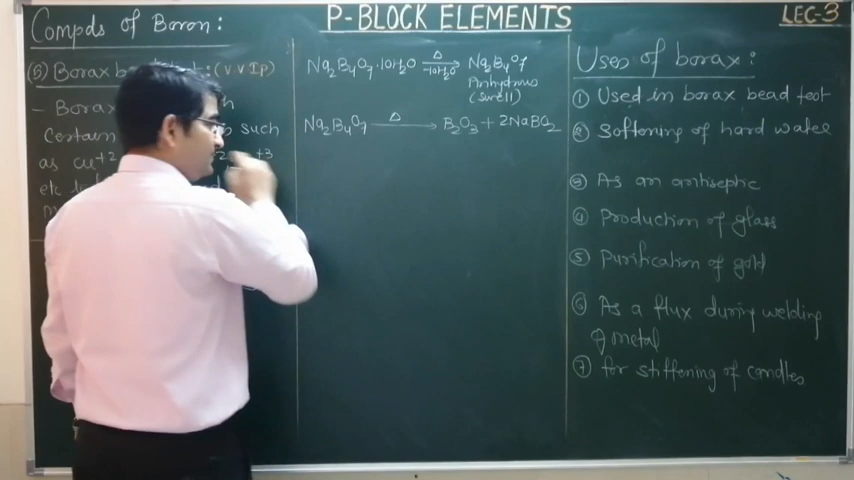 P-BLOCK ELEMENTS
LEC-3
Compds of Boron:
(5) Borax
(V.V.Ip)
- Borax
Certain such
as Cu+2 +3
etc
Na2B4O7.10H2O Δ -10H2O Na2B4O7
Anhydrous
(swell)
Na2B4O7 Δ B2O3 + 2NaBO2
Uses of borax:
① Used in borax bead test
② Softening of hard water
③ As an antiseptic
④ Production of glass
⑤ Purification of gold
⑥ As a flux during welding
of metal
⑦ for stiffening of candles